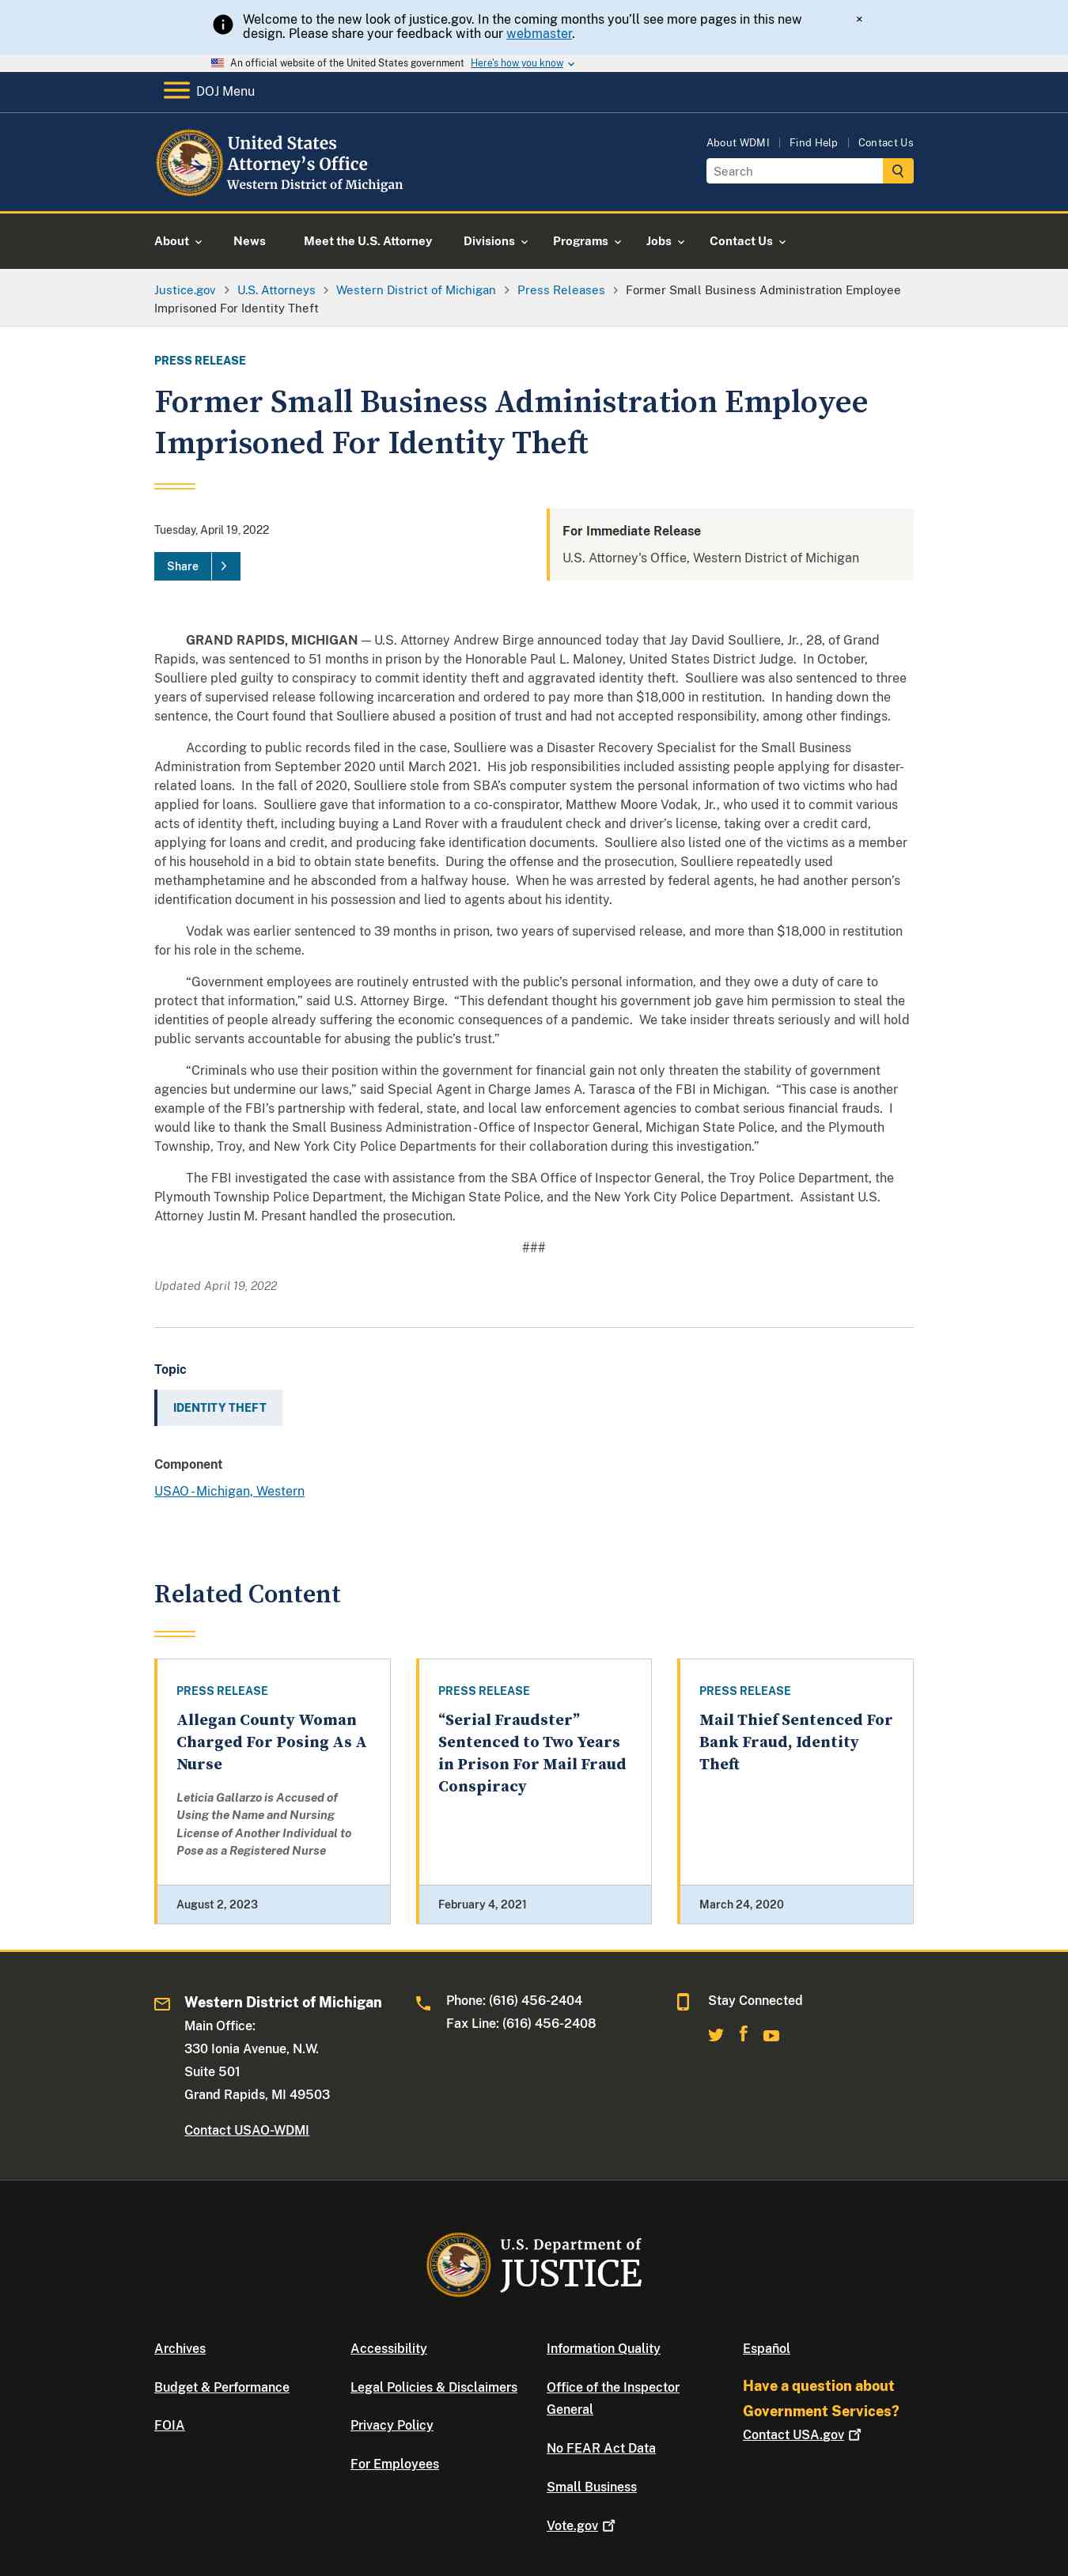 Welcome to the new look of justice.gov. In the coming months you'll see more pages in this new
design. Please share your feedback with our webmaster.
×
An official website of the United States government Here's how you know
DOJ Menu
United States
Attorney's Office
Western District of Michigan
About WDMI | Find Help | Contact Us
Search
About News Meet the U.S. Attorney Divisions Programs Jobs Contact Us
Justice.gov > U.S. Attorneys > Western District of Michigan > Press Releases > Former Small Business Administration Employee
Imprisoned For Identity Theft
PRESS RELEASE
Former Small Business Administration Employee
Imprisoned For Identity Theft
Tuesday, April 19, 2022
Share >
For Immediate Release
U.S. Attorney's Office, Western District of Michigan
GRAND RAPIDS, MICHIGAN — U.S. Attorney Andrew Birge announced today that Jay David Soulliere, Jr., 28, of Grand
Rapids, was sentenced to 51 months in prison by the Honorable Paul L. Maloney, United States District Judge. In October,
Soulliere pled guilty to conspiracy to commit identity theft and aggravated identity theft. Soulliere was also sentenced to three
years of supervised release following incarceration and ordered to pay more than $18,000 in restitution. In handing down the
sentence, the Court found that Soulliere abused a position of trust and had not accepted responsibility, among other findings.
According to public records filed in the case, Soulliere was a Disaster Recovery Specialist for the Small Business
Administration from September 2020 until March 2021. His job responsibilities included assisting people applying for disaster-
related loans. In the fall of 2020, Soulliere stole from SBA's computer system the personal information of two victims who had
applied for loans. Soulliere gave that information to a co-conspirator, Matthew Moore Vodak, Jr., who used it to commit various
acts of identity theft, including buying a Land Rover with a fraudulent check and driver's license, taking over a credit card,
applying for loans and credit, and producing fake identification documents. Soulliere also listed one of the victims as a member
of his household in a bid to obtain state benefits. During the offense and the prosecution, Soulliere repeatedly used
methamphetamine and he absconded from a halfway house. When he was arrested by federal agents, he had another person's
identification document in his possession and lied to agents about his identity.
Vodak was earlier sentenced to 39 months in prison, two years of supervised release, and more than $18,000 in restitution
for his role in the scheme.
“Government employees are routinely entrusted with the public's personal information, and they owe a duty of care to
protect that information,” said U.S. Attorney Birge. “This defendant thought his government job gave him permission to steal the
identities of people already suffering the economic consequences of a pandemic. We take insider threats seriously and will hold
public servants accountable for abusing the public's trust.”
“Criminals who use their position within the government for financial gain not only threaten the stability of government
agencies but undermine our laws,” said Special Agent in Charge James A. Tarasca of the FBI in Michigan. “This case is another
example of the FBI's partnership with federal, state, and local law enforcement agencies to combat serious financial frauds. I
would like to thank the Small Business Administration-Office of Inspector General, Michigan State Police, and the Plymouth
Township, Troy, and New York City Police Departments for their collaboration during this investigation.”
The FBI investigated the case with assistance from the SBA Office of Inspector General, the Troy Police Department, the
Plymouth Township Police Department, the Michigan State Police, and the New York City Police Department. Assistant U.S.
Attorney Justin M. Presant handled the prosecution.
###
Updated April 19, 2022
Topic
IDENTITY THEFT
Component
USAO - Michigan, Western
Related Content
PRESS RELEASE
Allegan County Woman
Charged For Posing As A
Nurse
Leticia Gallarzo is Accused of
Using the Name and Nursing
License of Another Individual to
Pose as a Registered Nurse
August 2, 2023
PRESS RELEASE
“Serial Fraudster”
Sentenced to Two Years
in Prison For Mail Fraud
Conspiracy
February 4, 2021
PRESS RELEASE
Mail Thief Sentenced For
Bank Fraud, Identity
Theft
March 24, 2020
Western District of Michigan
Main Office:
330 Ionia Avenue, N.W.
Suite 501
Grand Rapids, MI 49503
Contact USAO-WDMI
Phone: (616) 456-2404
Fax Line: (616) 456-2408
Stay Connected
U.S. Department of
JUSTICE
Archives
Budget & Performance
FOIA
Accessibility
Legal Policies & Disclaimers
Privacy Policy
For Employees
Information Quality
Office of the Inspector
General
No FEAR Act Data
Small Business
Vote.gov
Español
Have a question about
Government Services?
Contact USA.gov